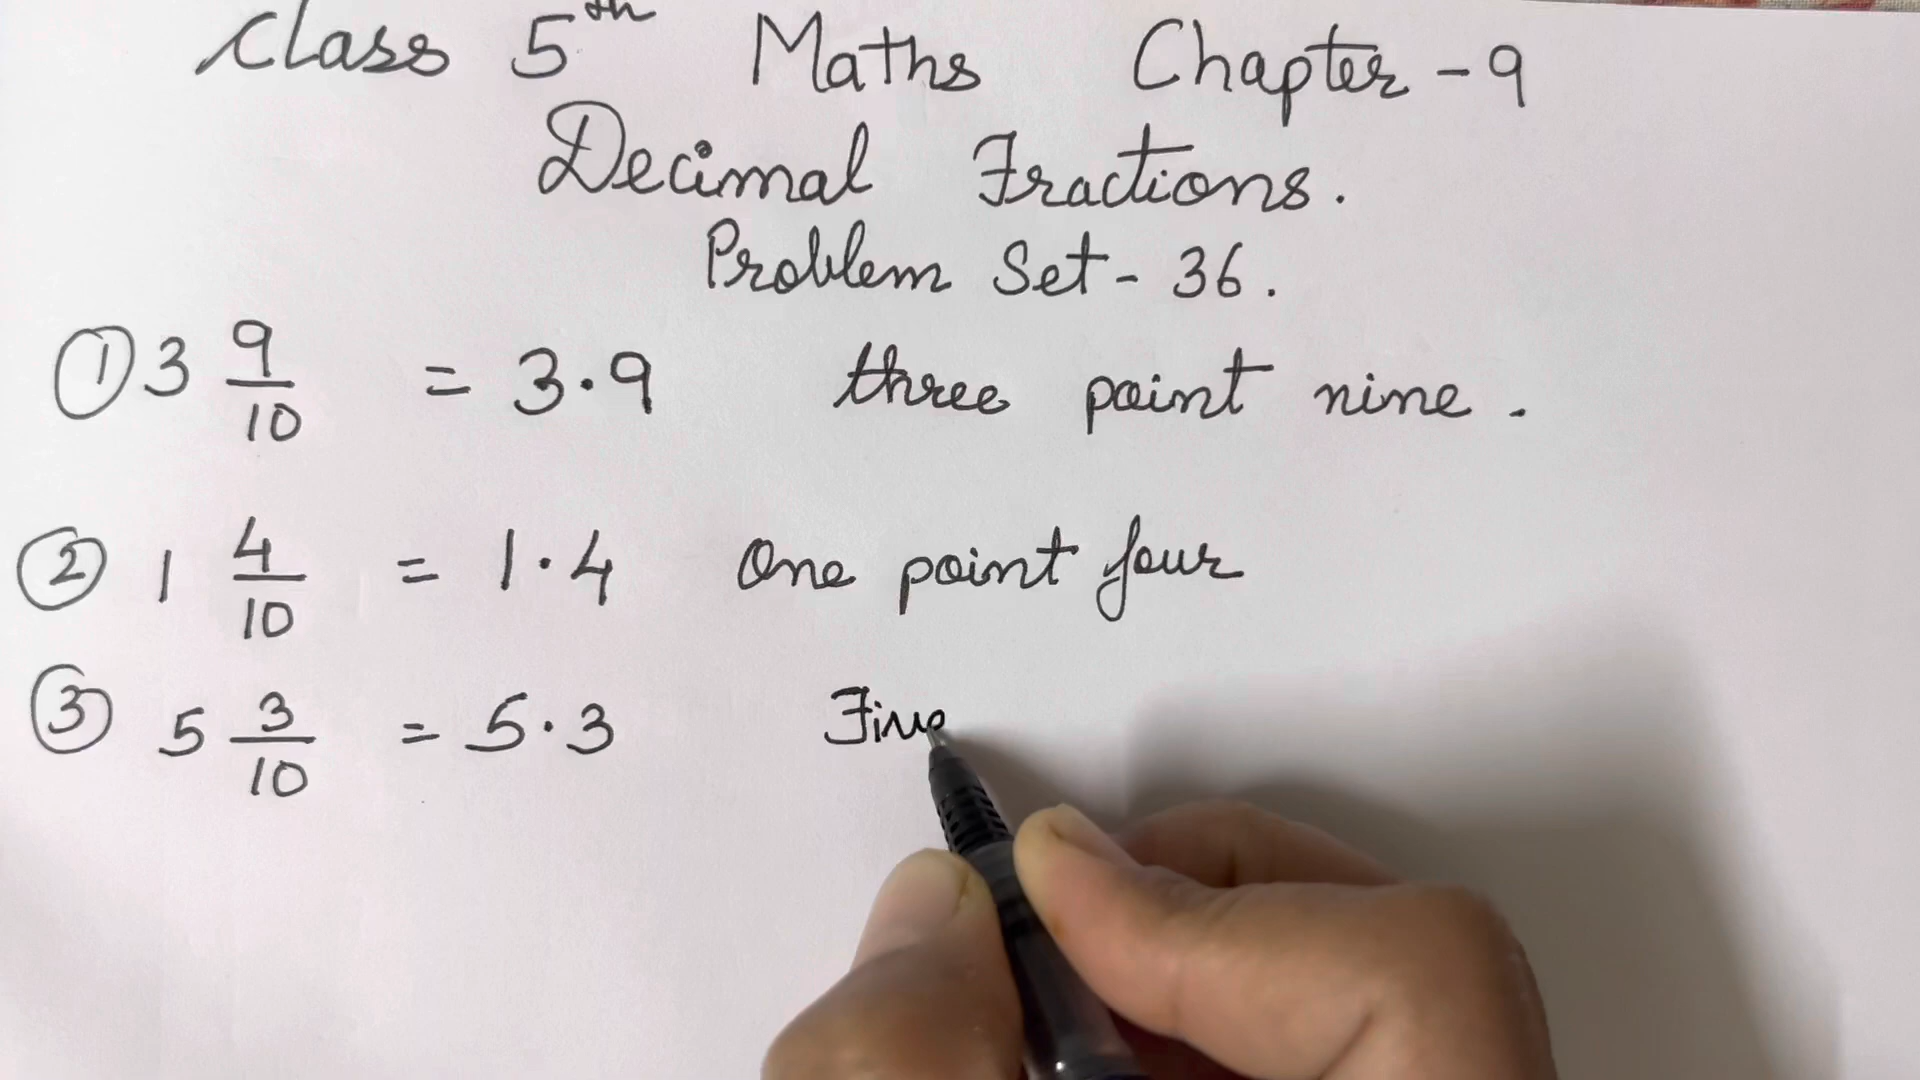 Class 5th Maths Chapter - 9
Decimal Fractions.
Problem Set - 36.
① 3 9/10 = 3.9 three point nine.
② 1 4/10 = 1.4 One point four
③ 5 3/10 = 5.3 Five